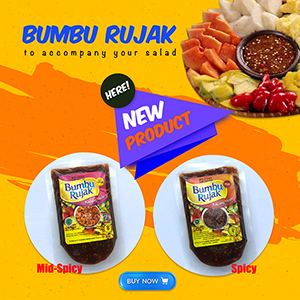 BUMBU RUJAK
to accompany your salad
HERE!
NEW
PRODUCT
Bumbu
Rujak
Bumbu
Rujak
Mid-Spicy
Spicy
BUY NOW